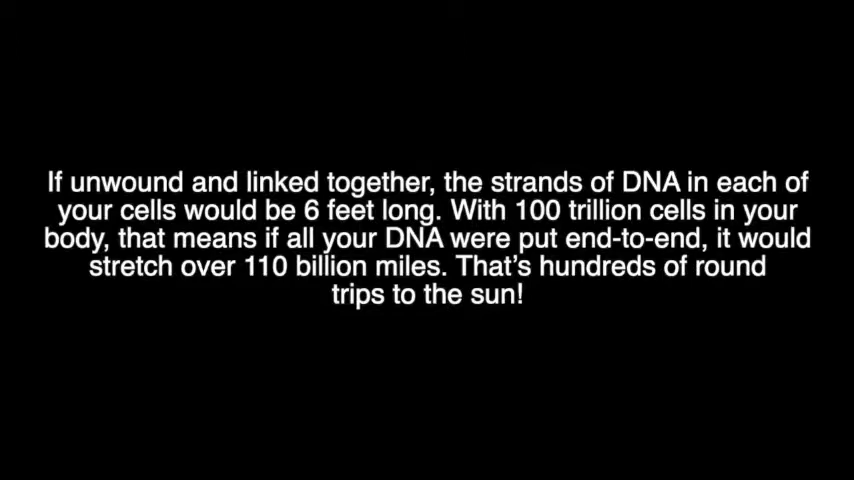 If unwound and linked together, the strands of DNA in each of
your cells would be 6 feet long. With 100 trillion cells in your
body, that means if all your DNA were put end-to-end, it would
stretch over 110 billion miles. That’s hundreds of round
trips to the sun!